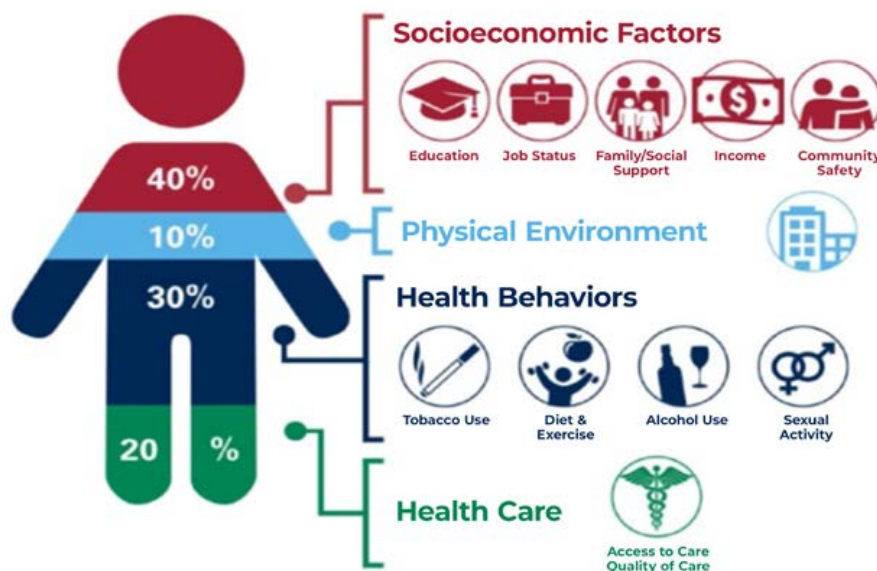 Socioeconomic Factors
Education
Job Status
Family/Social
Support
Income
Community
Safety
40%
10%
Physical Environment
30%
Health Behaviors
Tobacco Use
Diet &
Exercise
Alcohol Use
Sexual
Activity
20 %
Health Care
Access to Care
Quality of Care